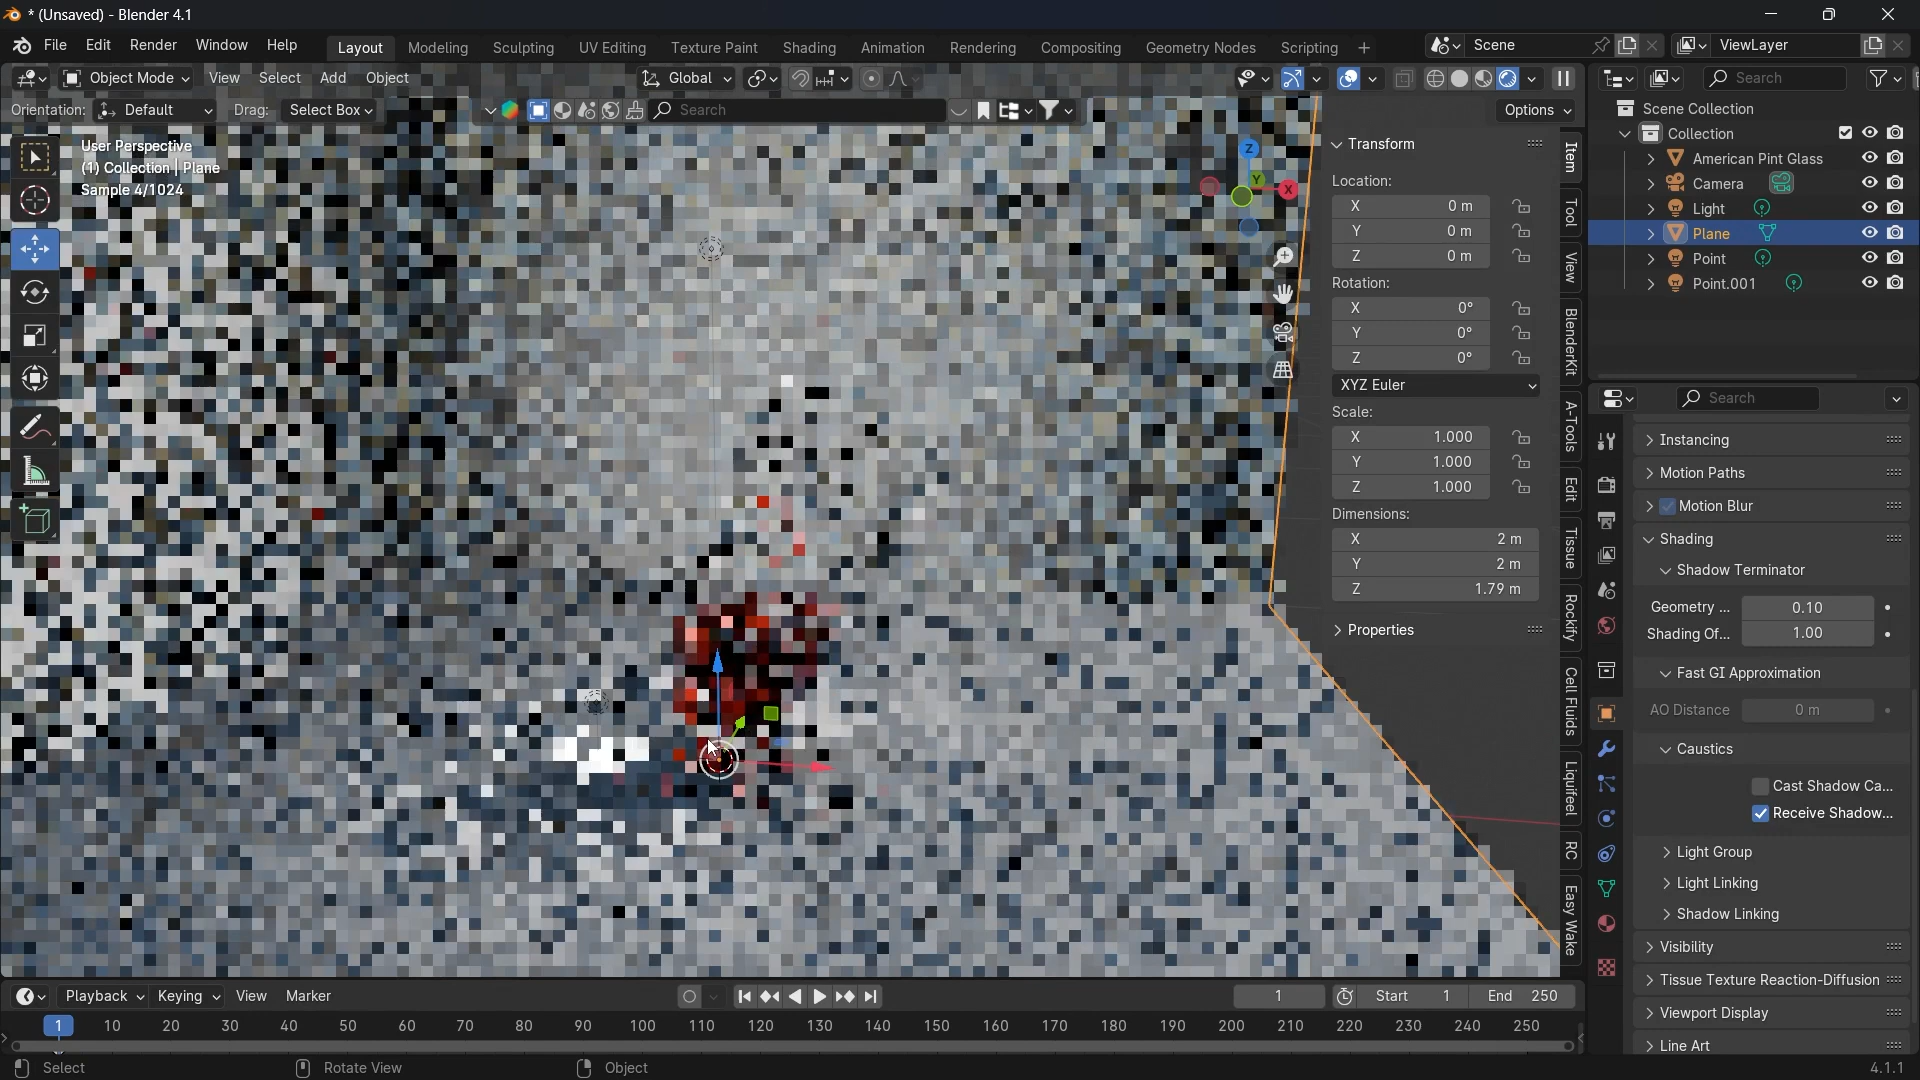 * (Unsaved) - Blender 4.1
File Edit Render Window Help
Layout Modeling Sculpting UV Editing Texture Paint Shading Animation Rendering Compositing Geometry Nodes Scripting
Scene
ViewLayer
Object Mode View Select Add Object
Global
Search
Orientation: Default Drag: Select Box
Search
Options
User Perspective
(1) Collection | Plane
Sample 4/1024
Z
Y
X
Transform
Location:
X 0 m
Y 0 m
Z 0 m
Rotation:
X 0°
Y 0°
Z 0°
XYZ Euler
Scale:
X 1.000
Y 1.000
Z 1.000
Dimensions:
X 2 m
Y 2 m
Z 1.79 m
Properties
Item
Tool
View
BlenderKit
A-Tools
Edit
Tissue
Rockify
Cell Fluids
Liquifeel
RC
Easy Wake
Scene Collection
Collection
American Pint Glass
Camera
Light
Plane
Point
Point.001
Search
Instancing
Motion Paths
Motion Blur
Shading
Shadow Terminator
Geometry ... 0.10
Shading Of... 1.00
Fast GI Approximation
AO Distance 0 m
Caustics
Cast Shadow Ca...
Receive Shadow...
Light Group
Light Linking
Shadow Linking
Visibility
Tissue Texture Reaction-Diffusion
Viewport Display
Line Art
Playback Keying View Marker
1
Start 1 End 250
1 10 20 30 40 50 60 70 80 90 100 110 120 130 140 150 160 170 180 190 200 210 220 230 240 250
Select Rotate View Object
4.1.1